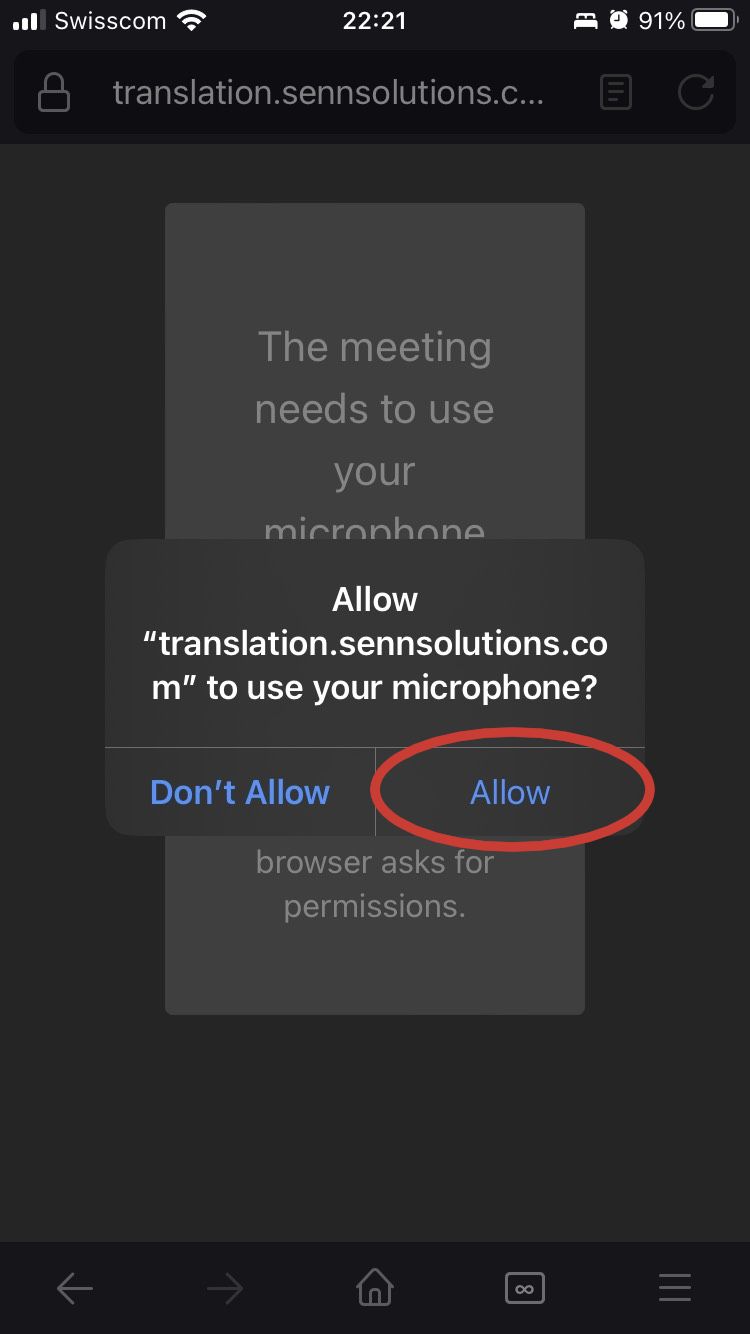 Swisscom 22:21 91%
translation.sennsolutions.c...
The meeting
needs to use
your
microphone
Allow
“translation.sennsolutions.co
m” to use your microphone?
Don’t Allow Allow
browser asks for
permissions.